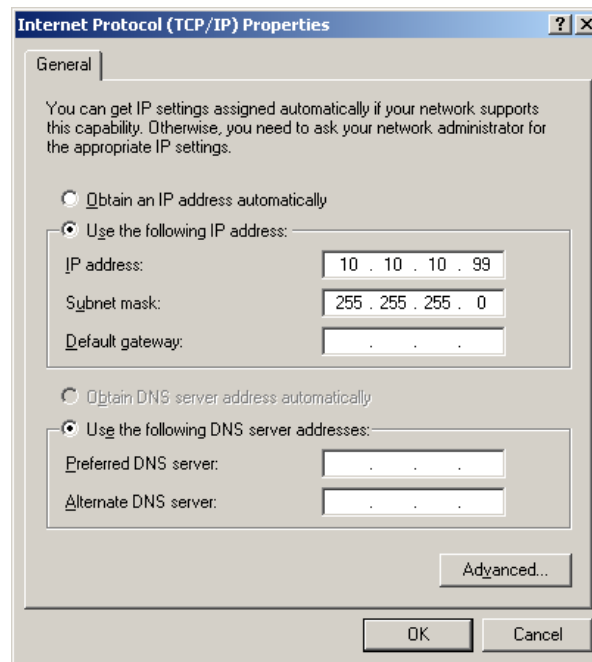 Internet Protocol (TCP/IP) Properties
General
You can get IP settings assigned automatically if your network supports
this capability. Otherwise, you need to ask your network administrator for
the appropriate IP settings.
Obtain an IP address automatically
Use the following IP address:
IP address: 10 . 10 . 10 . 99
Subnet mask: 255 . 255 . 255 . 0
Default gateway: . . .
Obtain DNS server address automatically
Use the following DNS server addresses:
Preferred DNS server: . . .
Alternate DNS server: . . .
Advanced...
OK Cancel